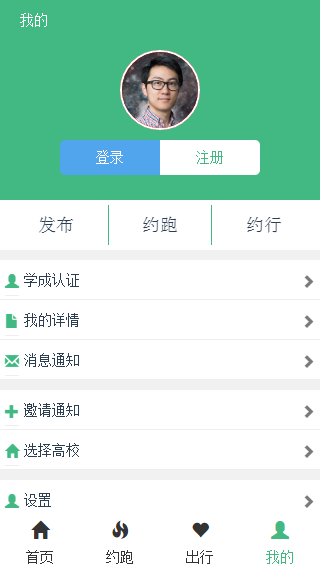 我的
登录 注册
发布 约跑 约行
学成认证
我的详情
消息通知
邀请通知
选择高校
设置
首页 约跑 出行 我的